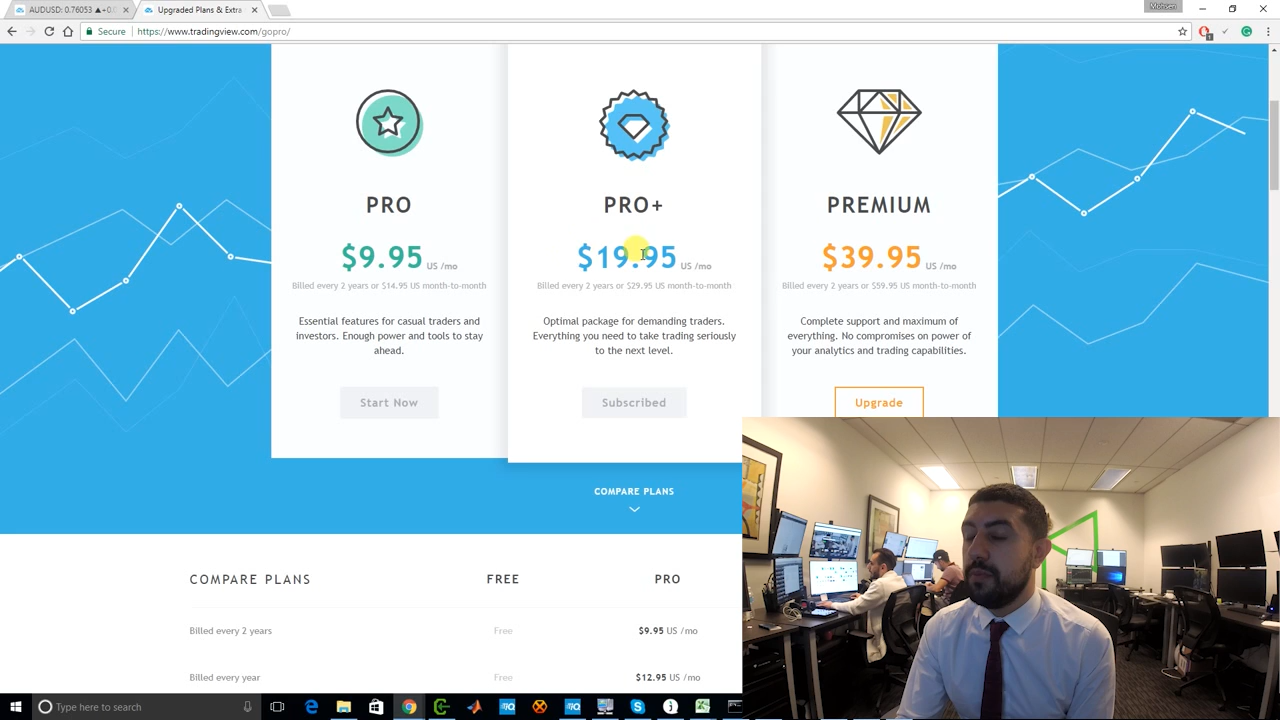 AUDUSD: 0.76053 ▲+0.0
Upgraded Plans & Extra
Mohsen
Secure
https://www.tradingview.com/gopro/
PRO
$9.95 US /mo
Billed every 2 years or $14.95 US month-to-month
Essential features for casual traders and
investors. Enough power and tools to stay
ahead.
Start Now
PRO+
$19.95 US /mo
Billed every 2 years or $29.95 US month-to-month
Optimal package for demanding traders.
Everything you need to take trading seriously
to the next level.
Subscribed
PREMIUM
$39.95 US /mo
Billed every 2 years or $59.95 US month-to-month
Complete support and maximum of
everything. No compromises on power of
your analytics and trading capabilities.
Upgrade
COMPARE PLANS
COMPARE PLANS FREE PRO
Billed every 2 years Free $9.95 US /mo
Billed every year Free $12.95 US /mo
Type here to search